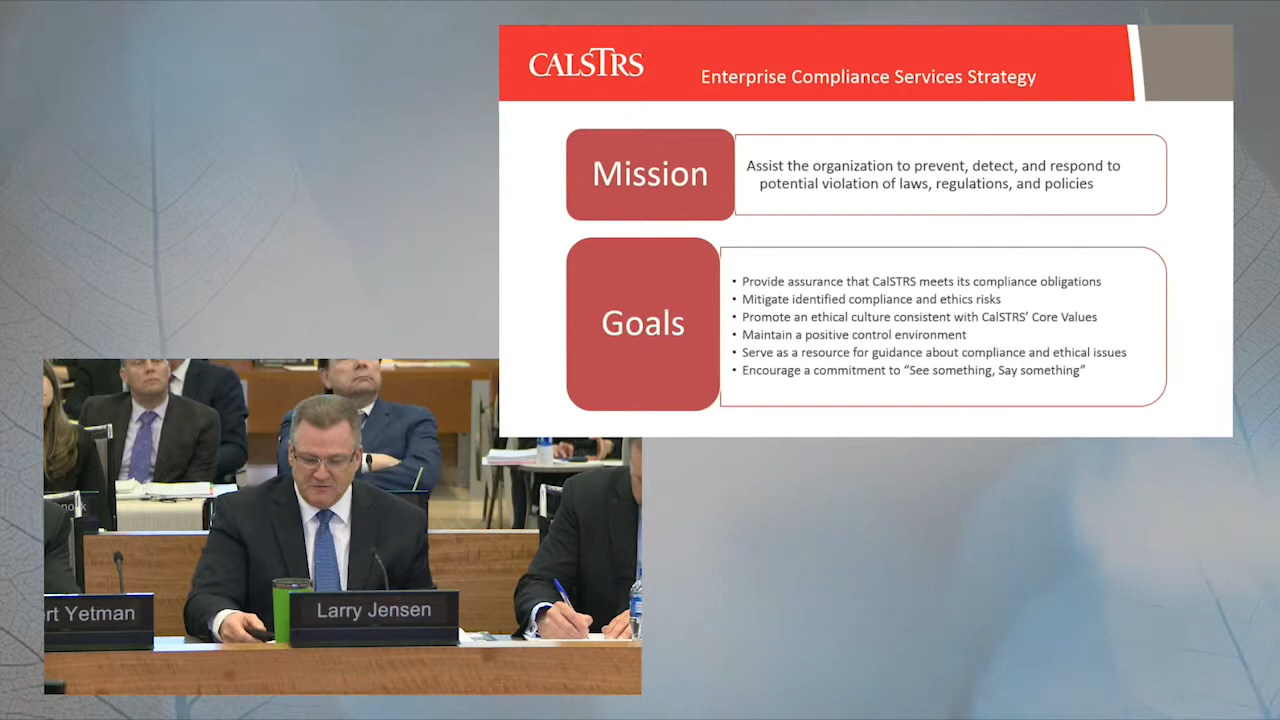 CALSTRS
Enterprise Compliance Services Strategy
Mission
Assist the organization to prevent, detect, and respond to
potential violation of laws, regulations, and policies
Goals
• Provide assurance that CalSTRS meets its compliance obligations
• Mitigate identified compliance and ethics risks
• Promote an ethical culture consistent with CalSTRS’ Core Values
• Maintain a positive control environment
• Serve as a resource for guidance about compliance and ethical issues
• Encourage a commitment to “See something, Say something”
rt Yetman
Larry Jensen